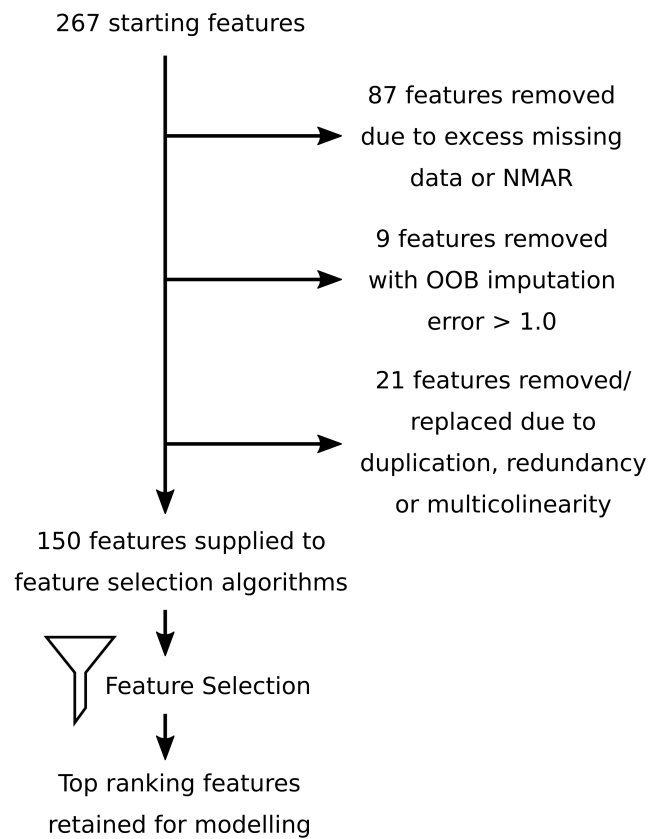 267 starting features
87 features removed
due to excess missing
data or NMAR
9 features removed
with OOB imputation
error > 1.0
21 features removed/
replaced due to
duplication, redundancy
or multicolinearity
150 features supplied to
feature selection algorithms
Feature Selection
Top ranking features
retained for modelling